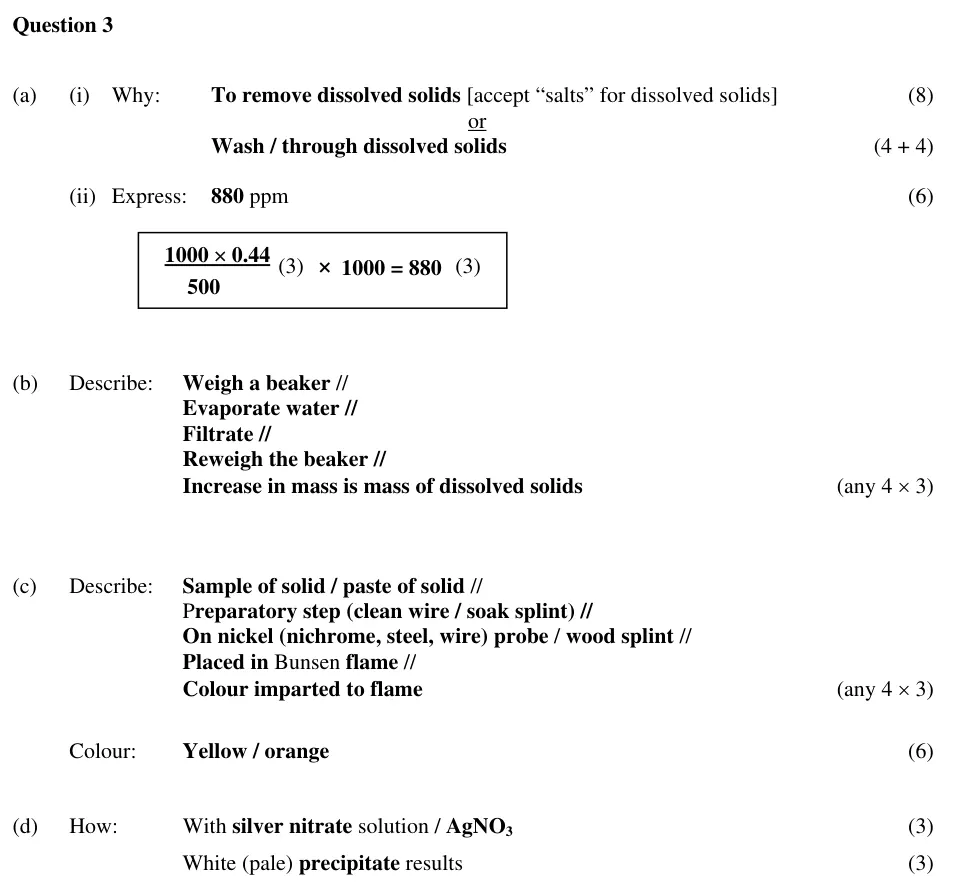 Question 3
(a) (i) Why: To remove dissolved solids [accept “salts” for dissolved solids] (8)
or
Wash / through dissolved solids (4 + 4)
(ii) Express: 880 ppm (6)
1000 × 0.44 (3) × 1000 = 880 (3)
500
(b) Describe: Weigh a beaker //
Evaporate water //
Filtrate //
Reweigh the beaker //
Increase in mass is mass of dissolved solids (any 4 × 3)
(c) Describe: Sample of solid / paste of solid //
Preparatory step (clean wire / soak splint) //
On nickel (nichrome, steel, wire) probe / wood splint //
Placed in Bunsen flame //
Colour imparted to flame (any 4 × 3)
Colour: Yellow / orange (6)
(d) How: With silver nitrate solution / AgNO₃ (3)
White (pale) precipitate results (3)